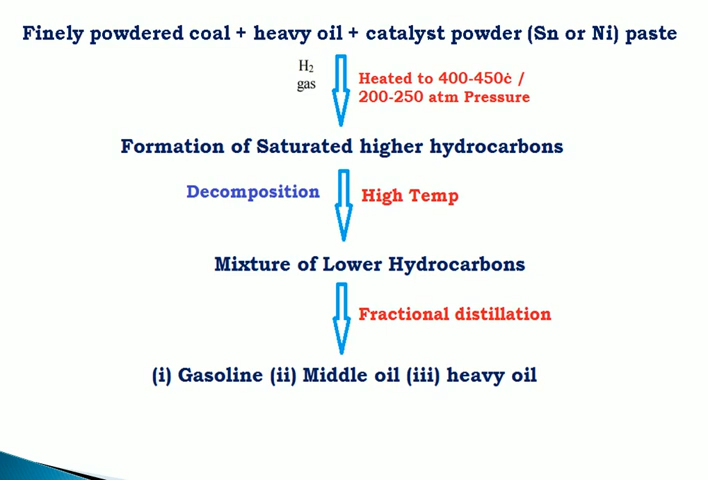 Finely powdered coal + heavy oil + catalyst powder (Sn or Ni) paste
H₂
gas
Heated to 400-450ċ /
200-250 atm Pressure
Formation of Saturated higher hydrocarbons
Decomposition
High Temp
Mixture of Lower Hydrocarbons
Fractional distillation
(i) Gasoline (ii) Middle oil (iii) heavy oil